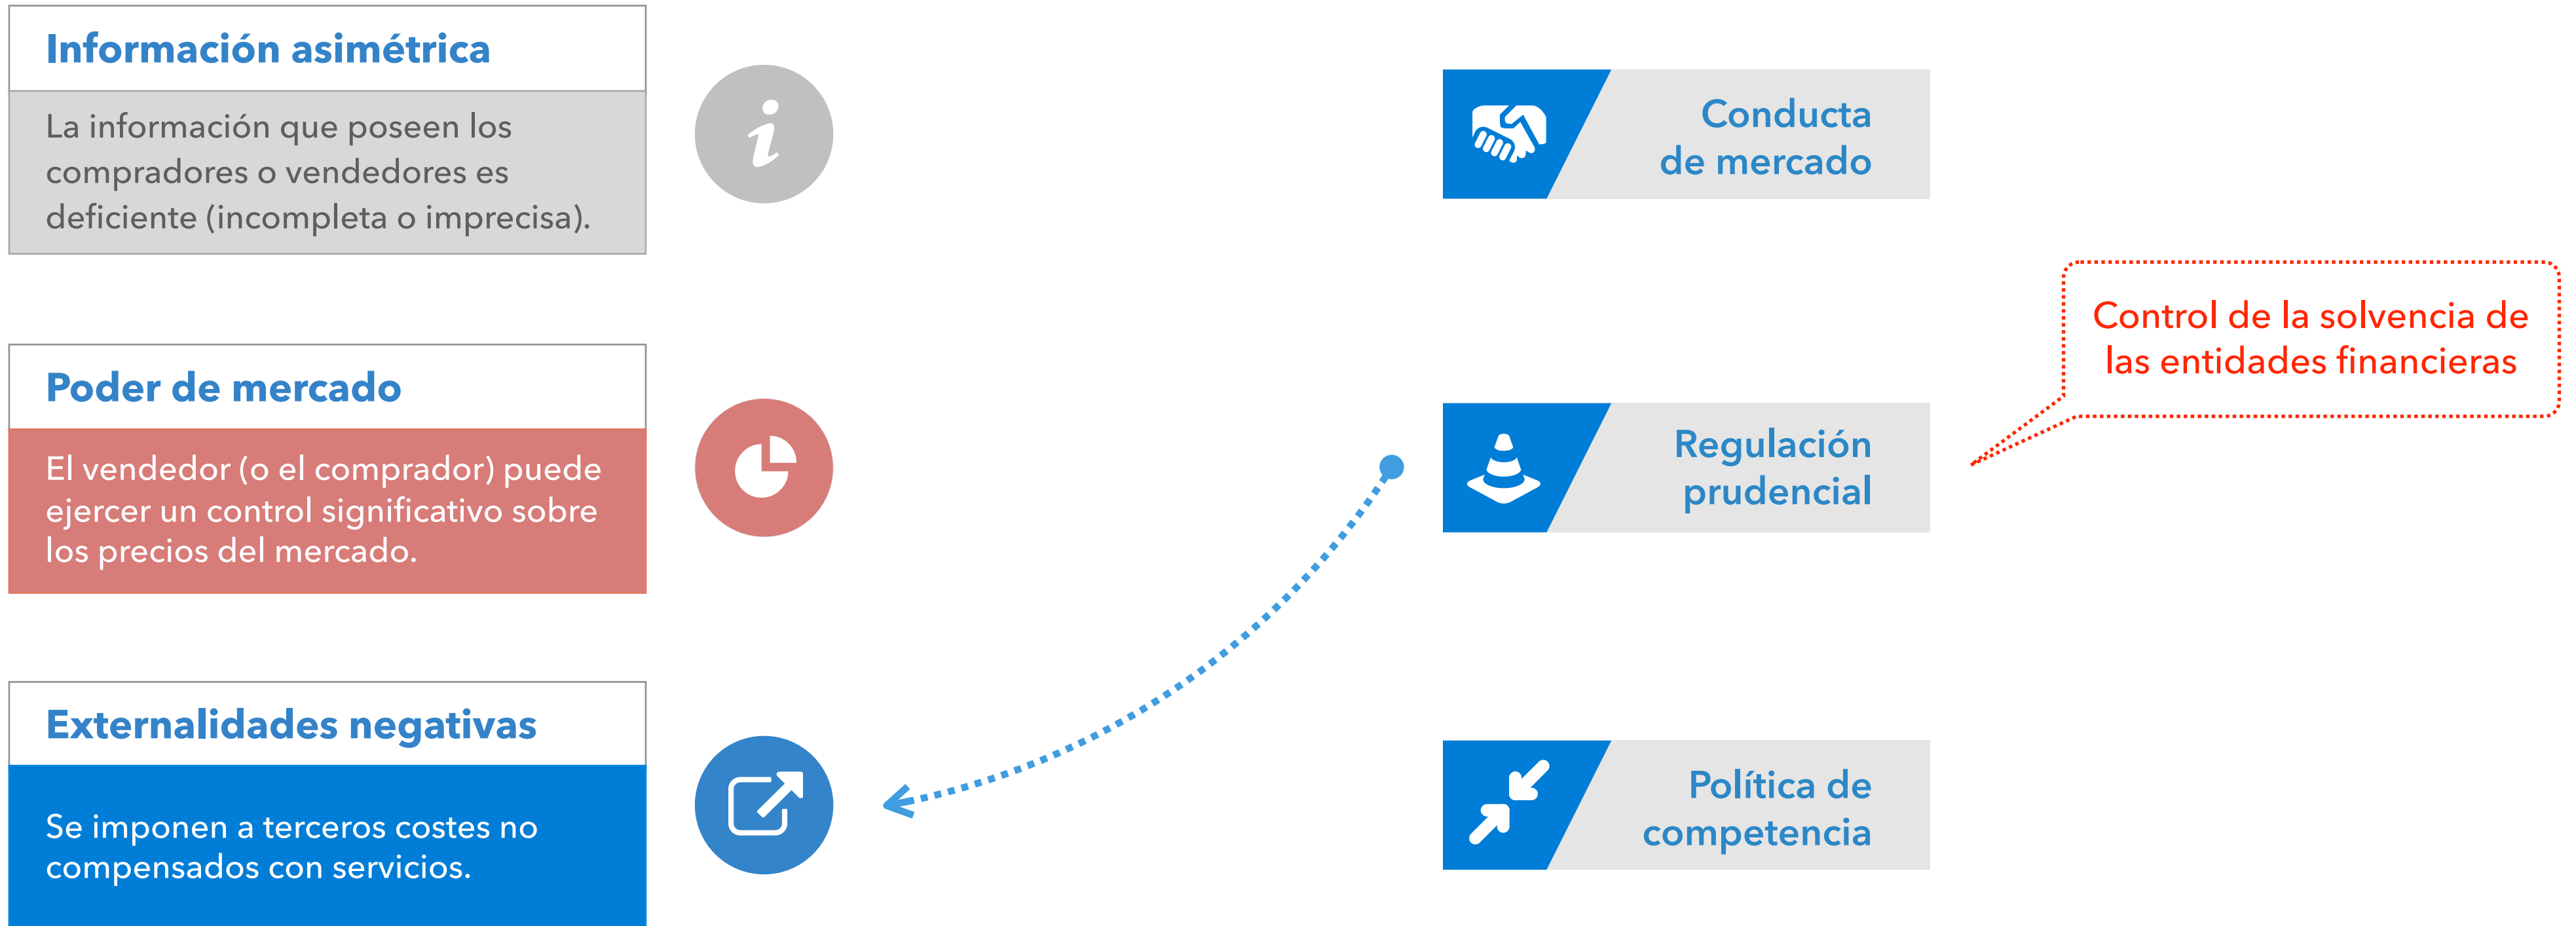 Información asimétrica
La información que poseen los
compradores o vendedores es
deficiente (incompleta o imprecisa).
Poder de mercado
El vendedor (o el comprador) puede
ejercer un control significativo sobre
los precios del mercado.
Externalidades negativas
Se imponen a terceros costes no
compensados con servicios.
Conducta
de mercado
Regulación
prudencial
Política de
competencia
Control de la solvencia de
las entidades financieras